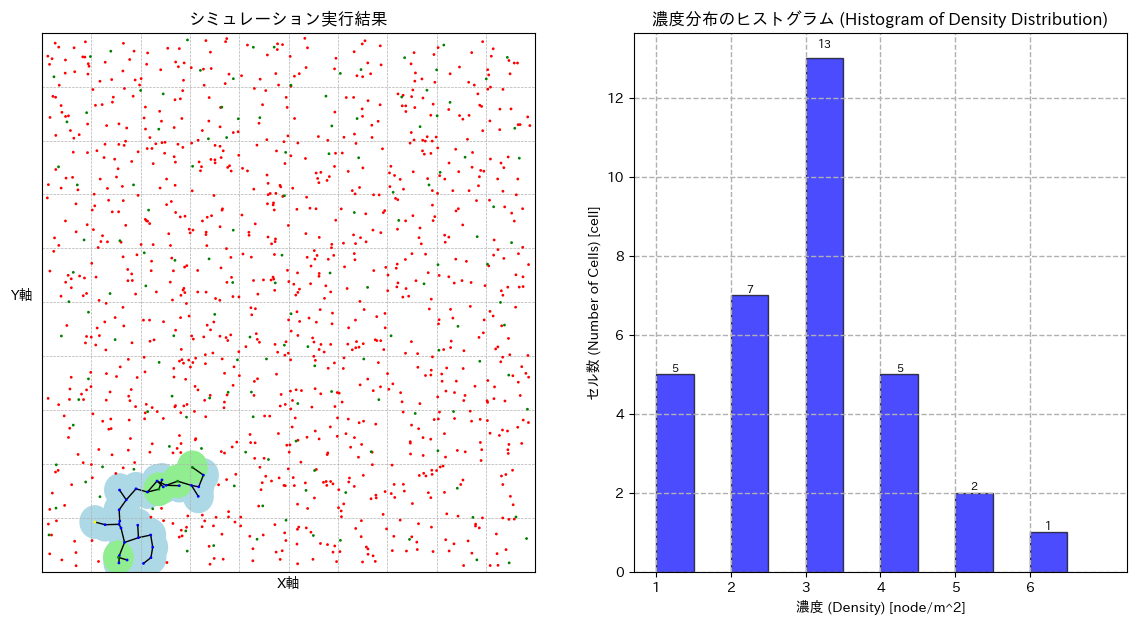 シミュレーション実行結果
Y軸
X軸
濃度分布のヒストグラム (Histogram of Density Distribution)
セル数 (Number of Cells) [cell]
12
10
8
6
4
2
0
5
7
13
5
2
1
1 2 3 4 5 6
濃度 (Density) [node/m^2]